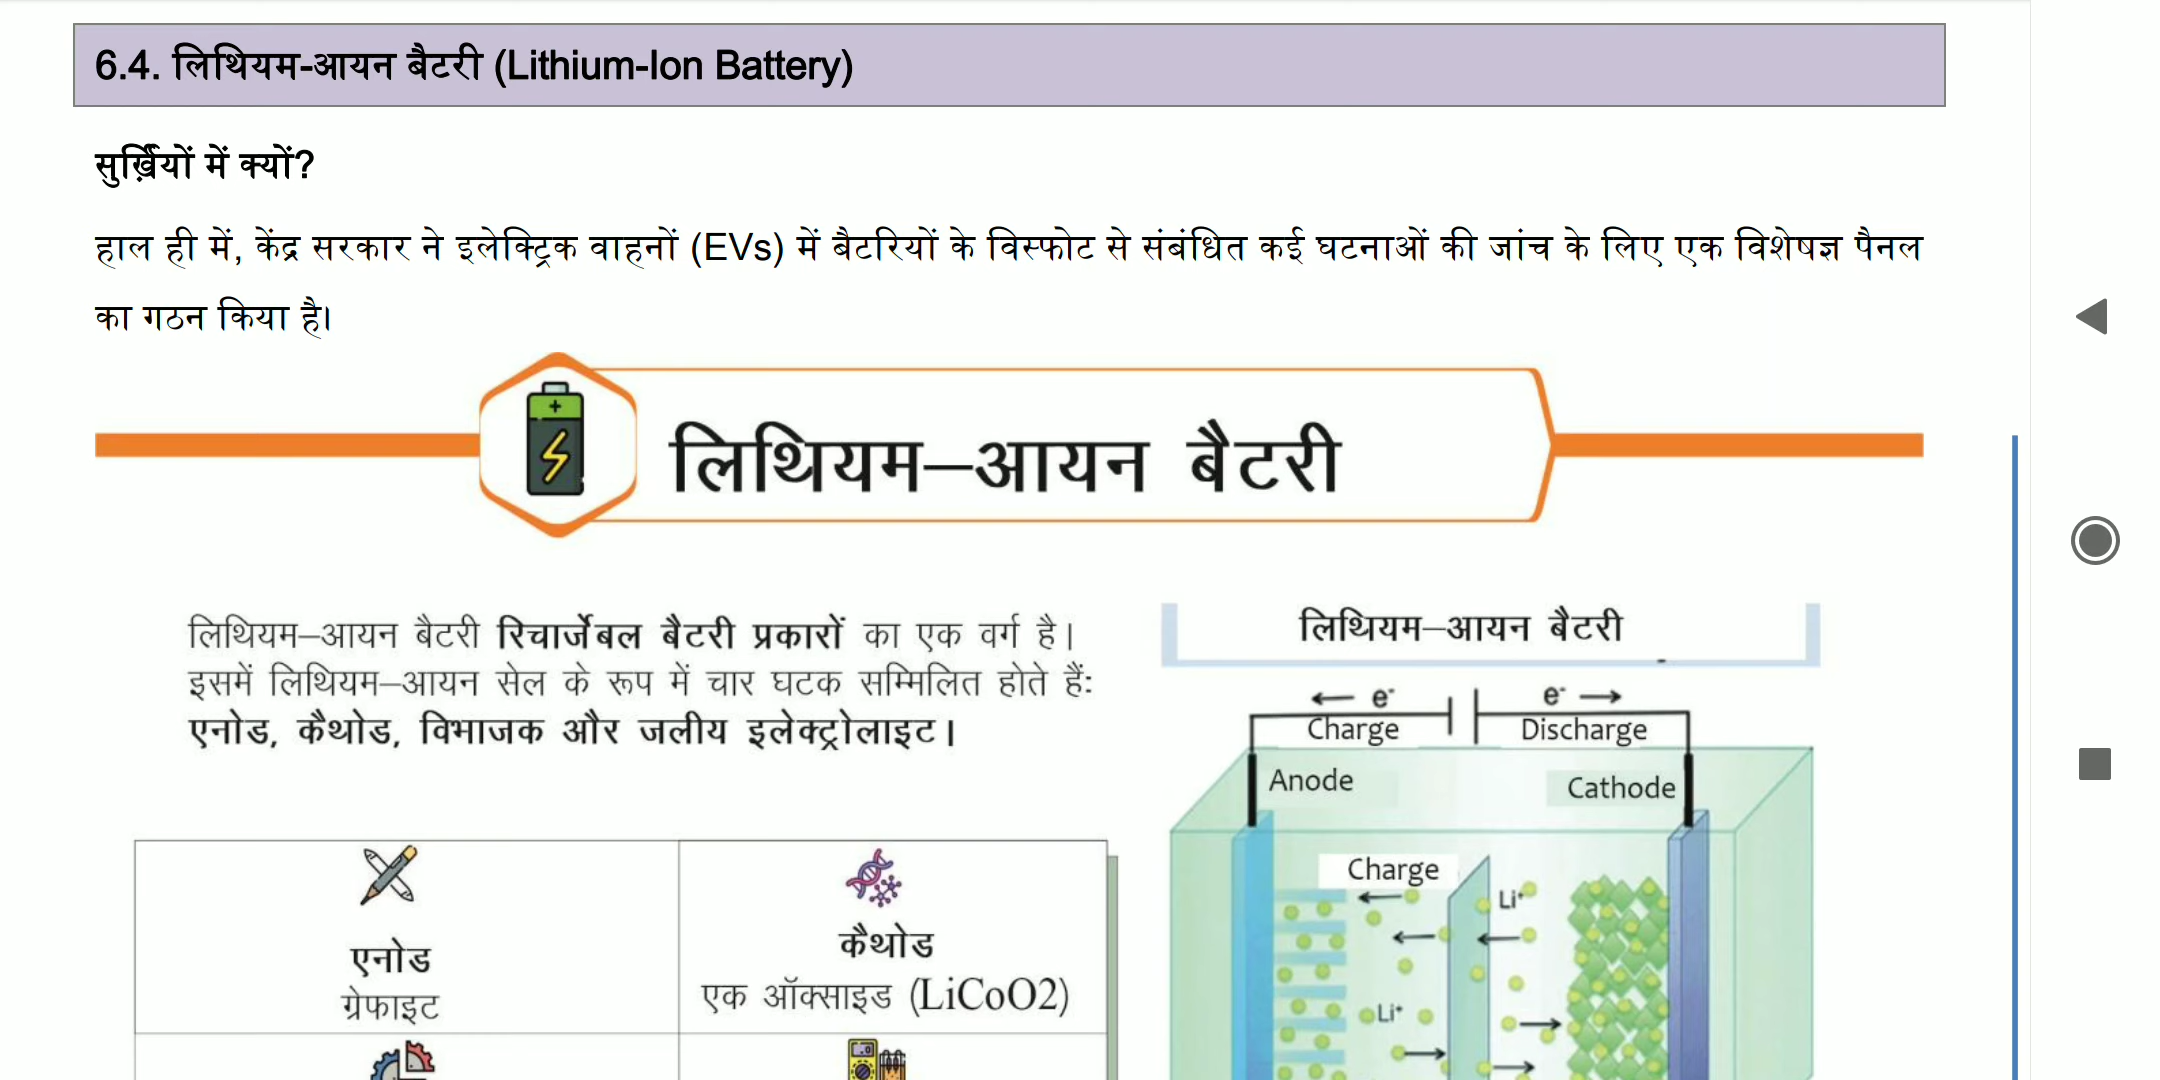 6.4. लिथियम-आयन बैटरी (Lithium-Ion Battery)
सुर्ख़ियों में क्यों?
हाल ही में, केंद्र सरकार ने इलेक्ट्रिक वाहनों (EVs) में बैटरियों के विस्फोट से संबंधित कई घटनाओं की जांच के लिए एक विशेषज्ञ पैनल
का गठन किया है।
लिथियम–आयन बैटरी
लिथियम–आयन बैटरी रिचार्जेबल बैटरी प्रकारों का एक वर्ग है।
इसमें लिथियम–आयन सेल के रूप में चार घटक सम्मिलित होते हैं:
एनोड, कैथोड, विभाजक और जलीय इलेक्ट्रोलाइट।
एनोड
ग्रेफाइट
कैथोड
एक ऑक्साइड (LiCoO2)
लिथियम–आयन बैटरी
e⁻ e⁻
Charge Discharge
Anode Cathode
Charge
Li⁺
Li⁺